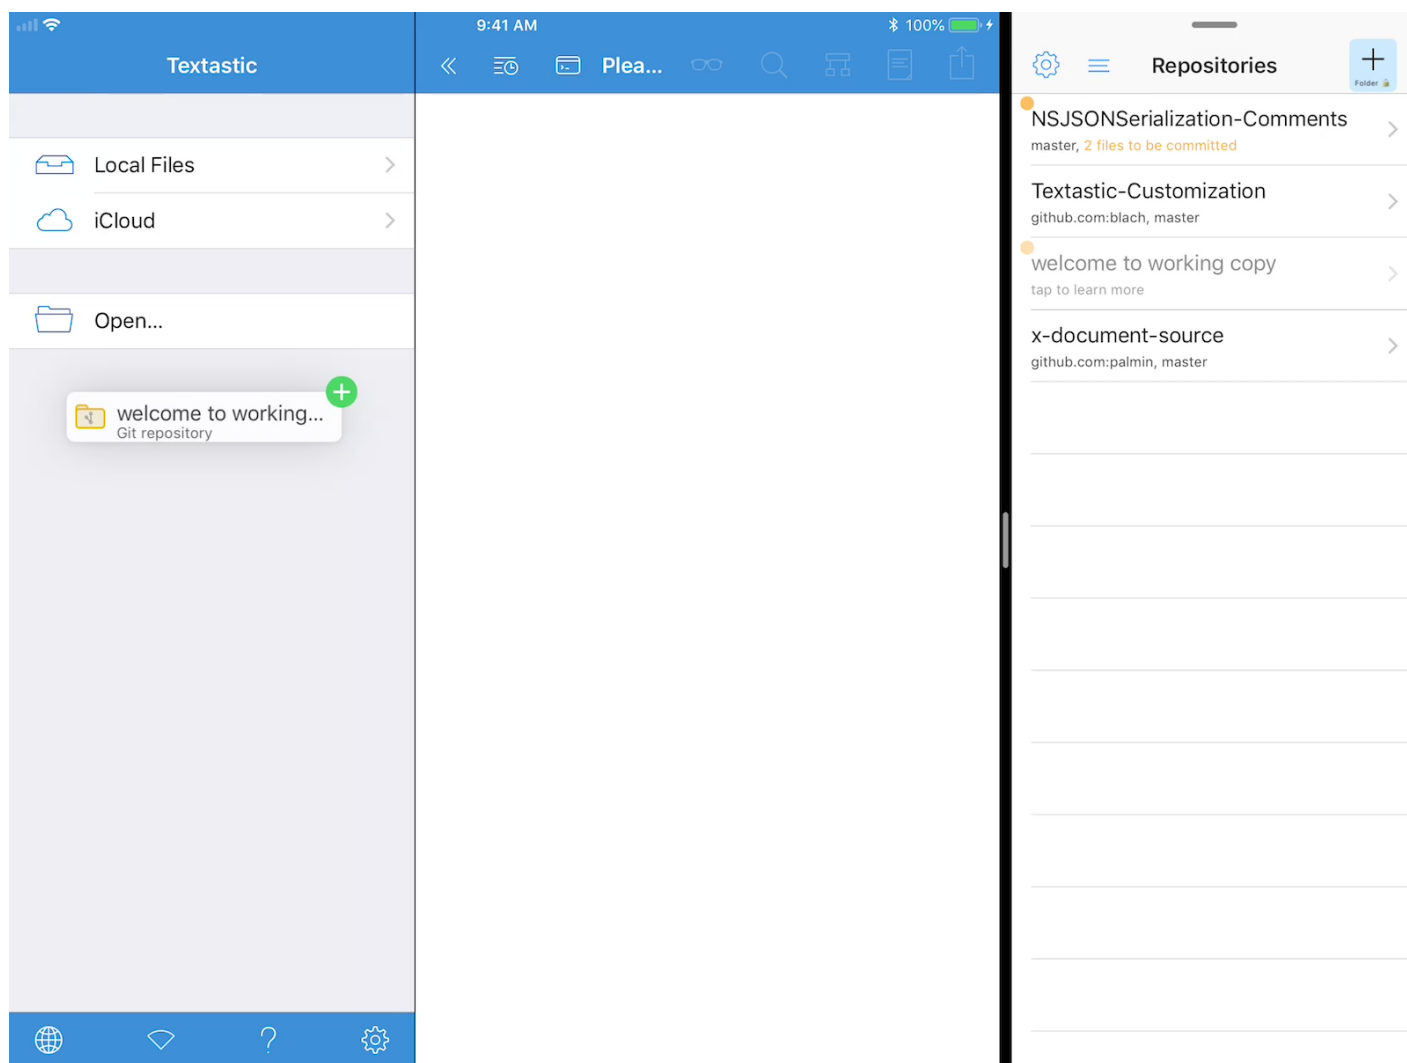 9:41 AM
100%
Textastic
Plea...
Repositories
Folder
Local Files
iCloud
Open...
welcome to working...
Git repository
NSJSONSerialization-Comments
master, 2 files to be committed
Textastic-Customization
github.com:blach, master
welcome to working copy
tap to learn more
x-document-source
github.com:palmin, master